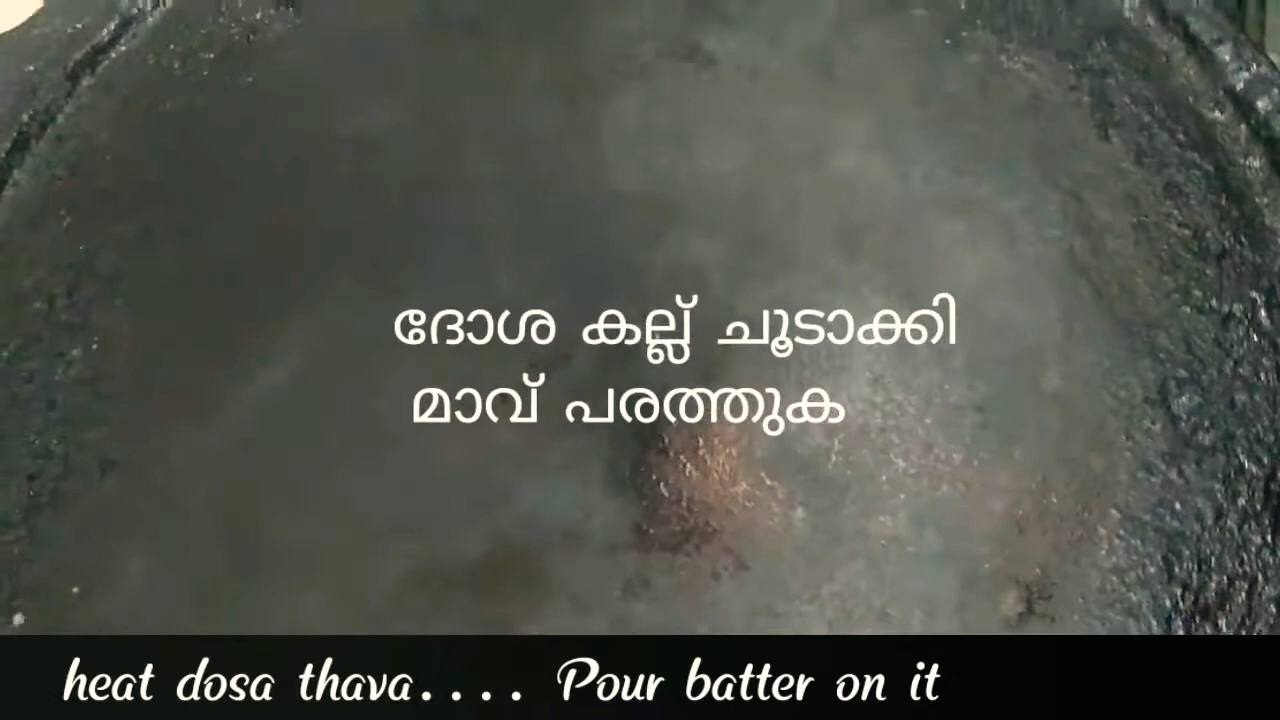 ദോശ കല്ല് ചൂടാക്കി
മാവ് പരത്തുക
heat dosa thava.... Pour batter on it